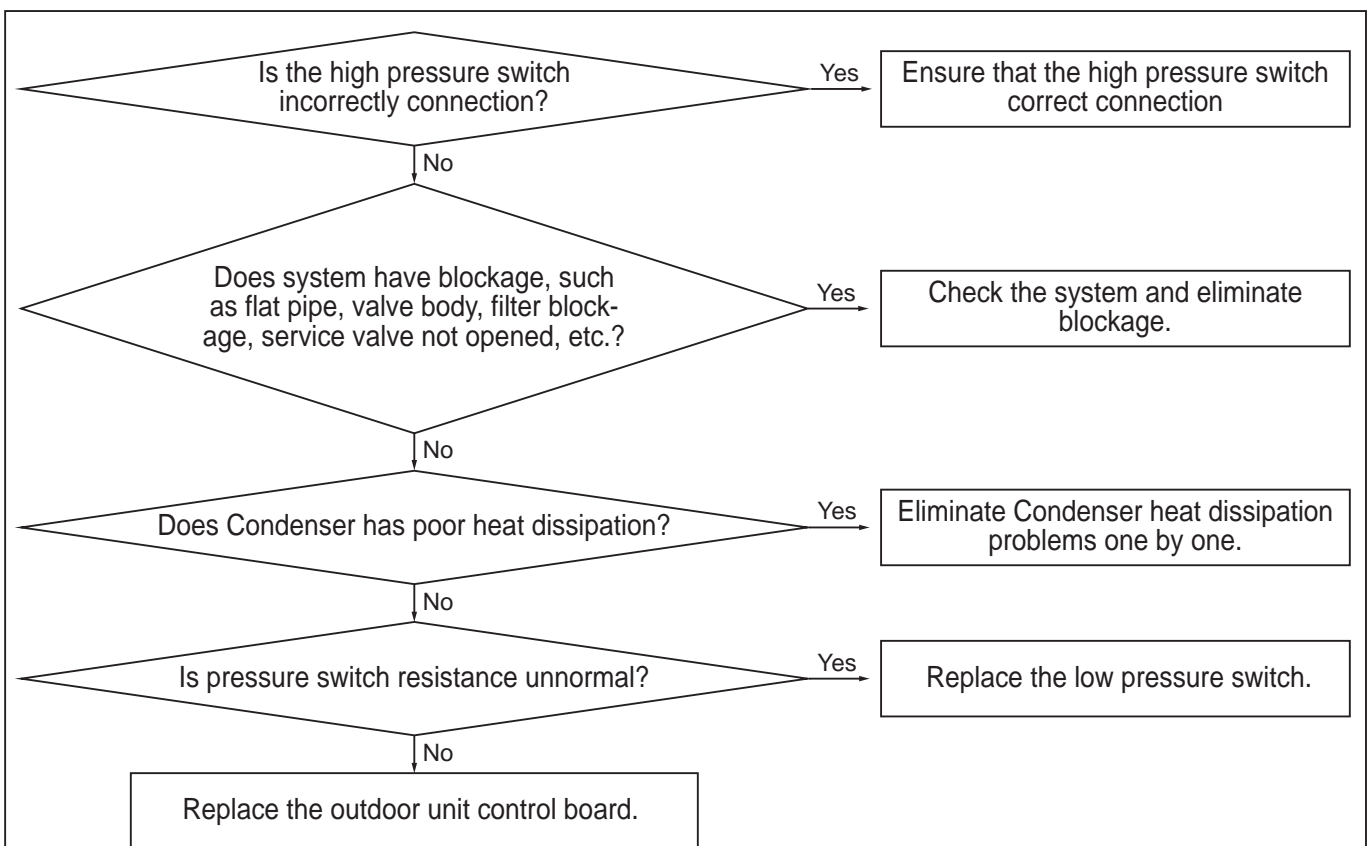 Is the high pressure switch
incorrectly connection?
Yes
Ensure that the high pressure switch
correct connection
No
Does system have blockage, such
as flat pipe, valve body, filter block-
age, service valve not opened, etc.?
Yes
Check the system and eliminate
blockage.
No
Does Condenser has poor heat dissipation?
Yes
Eliminate Condenser heat dissipation
problems one by one.
No
Is pressure switch resistance unnormal?
Yes
Replace the low pressure switch.
No
Replace the outdoor unit control board.